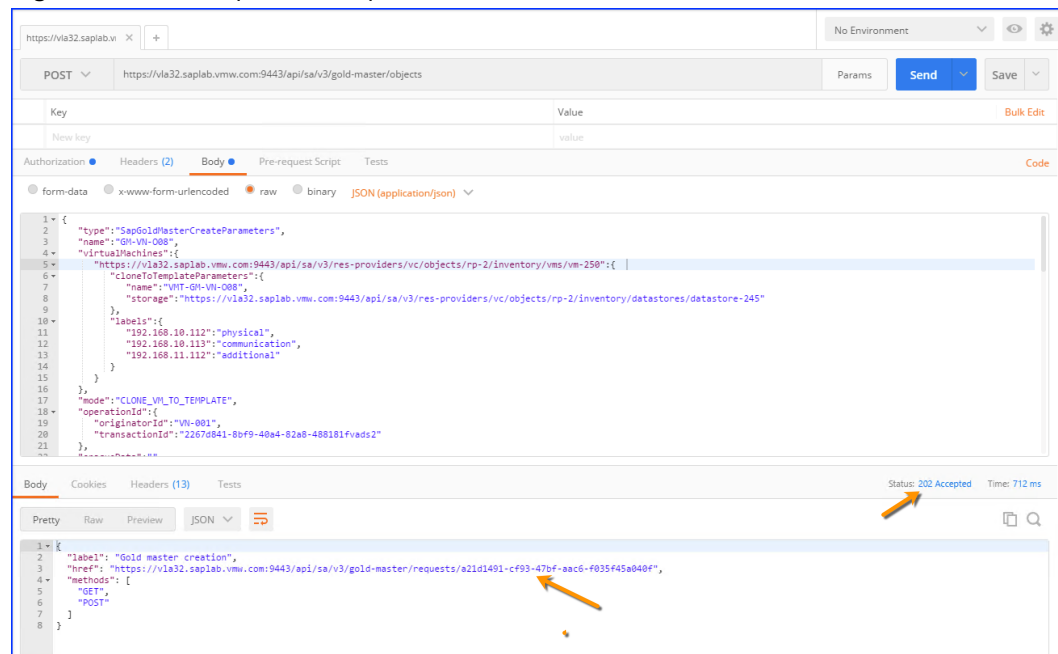 https://vla32.saplab.vi
No Environment
POST
https://vla32.saplab.vmw.com:9443/api/sa/v3/gold-master/objects
Params
Send
Save
Key
Value
Bulk Edit
New key
value
Authorization
Headers (2)
Body
Pre-request Script
Tests
Code
form-data
x-www-form-urlencoded
raw
binary
JSON (application/json)
1 {
2 "type":"SapGoldMasterCreateParameters",
3 "name":"GM-VN-O08",
4 "virtualMachines":{
5 "https://vla32.saplab.vmw.com:9443/api/sa/v3/res-providers/vc/objects/rp-2/inventory/vms/vm-250":{
6 "cloneToTemplateParameters":{
7 "name":"VMT-GM-VN-O08",
8 "storage":"https://vla32.saplab.vmw.com:9443/api/sa/v3/res-providers/vc/objects/rp-2/inventory/datastores/datastore-245"
9 },
10 "labels":{
11 "192.168.10.112":"physical",
12 "192.168.10.113":"communication",
13 "192.168.11.112":"additional"
14 }
15 }
16 },
17 "mode":"CLONE_VM_TO_TEMPLATE",
18 "operationId":{
19 "originatorId":"VN-001",
20 "transactionId":"2267d841-8bf9-40a4-82a8-488181fvads2"
21 },
Body
Cookies
Headers (13)
Tests
Status: 202 Accepted
Time: 712 ms
Pretty
Raw
Preview
JSON
1 {
2 "label": "Gold master creation",
3 "href": "https://vla32.saplab.vmw.com:9443/api/sa/v3/gold-master/requests/a21d1491-cf93-47bf-aac6-f035f45a040f",
4 "methods": [
5 "GET",
6 "POST"
7 ]
8 }